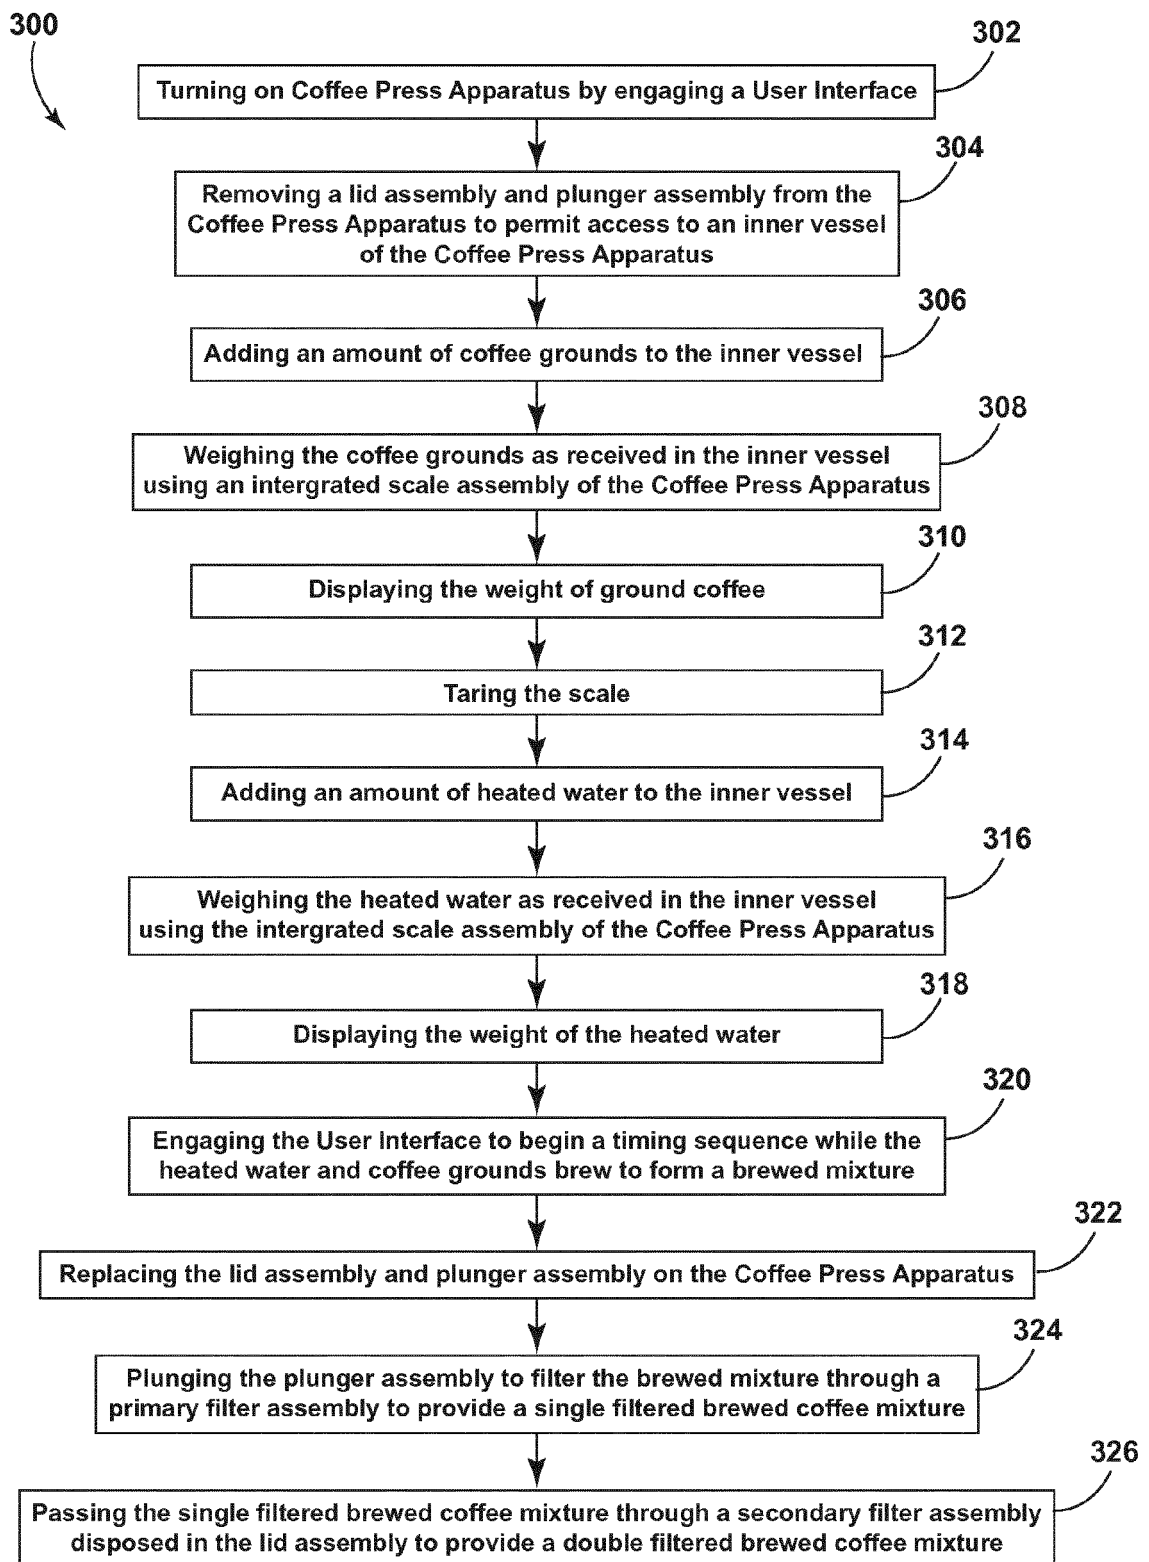 300
302
Turning on Coffee Press Apparatus by engaging a User Interface
304
Removing a lid assembly and plunger assembly from the
Coffee Press Apparatus to permit access to an inner vessel
of the Coffee Press Apparatus
306
Adding an amount of coffee grounds to the inner vessel
308
Weighing the coffee grounds as received in the inner vessel
using an intergrated scale assembly of the Coffee Press Apparatus
310
Displaying the weight of ground coffee
312
Taring the scale
314
Adding an amount of heated water to the inner vessel
316
Weighing the heated water as received in the inner vessel
using the intergrated scale assembly of the Coffee Press Apparatus
318
Displaying the weight of the heated water
320
Engaging the User Interface to begin a timing sequence while the
heated water and coffee grounds brew to form a brewed mixture
322
Replacing the lid assembly and plunger assembly on the Coffee Press Apparatus
324
Plunging the plunger assembly to filter the brewed mixture through a
primary filter assembly to provide a single filtered brewed coffee mixture
326
Passing the single filtered brewed coffee mixture through a secondary filter assembly
disposed in the lid assembly to provide a double filtered brewed coffee mixture